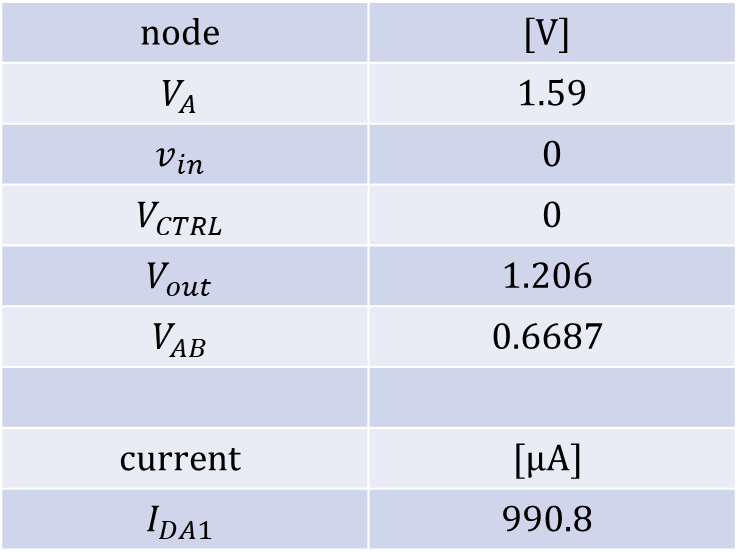 node [V]
V_A 1.59
v_in 0
V_CTRL 0
V_out 1.206
V_AB 0.6687
current [μA]
I_DA1 990.8